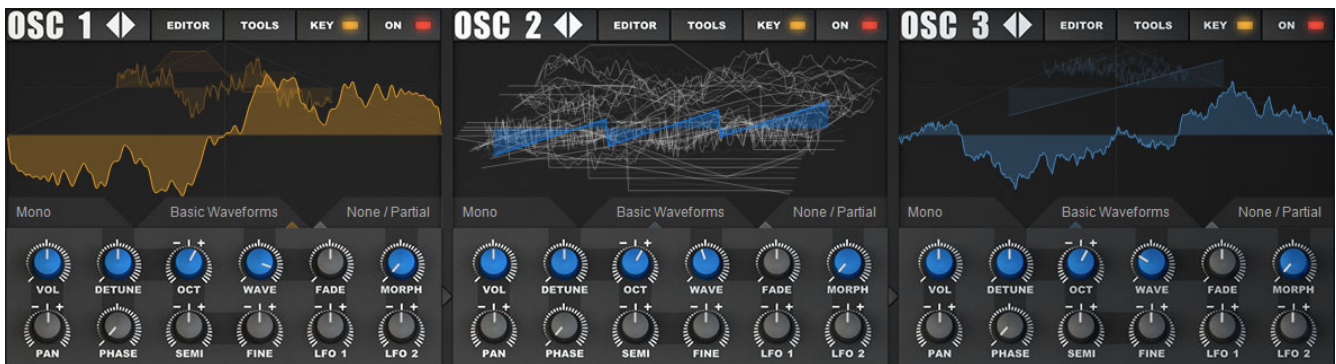 OSC 1 EDITOR TOOLS KEY ON
Mono Basic Waveforms None / Partial
− +
VOL DETUNE OCT WAVE FADE MORPH
− + − + − + − + − +
PAN PHASE SEMI FINE LFO 1 LFO 2
OSC 2 EDITOR TOOLS KEY ON
Mono Basic Waveforms None / Partial
− +
VOL DETUNE OCT WAVE FADE MORPH
− + − + − + − + − +
PAN PHASE SEMI FINE LFO 1 LFO 2
OSC 3 EDITOR TOOLS KEY ON
Mono Basic Waveforms None / Partial
− +
VOL DETUNE OCT WAVE FADE MORPH
− + − + − + − + − +
PAN PHASE SEMI FINE LFO 1 LFO 2